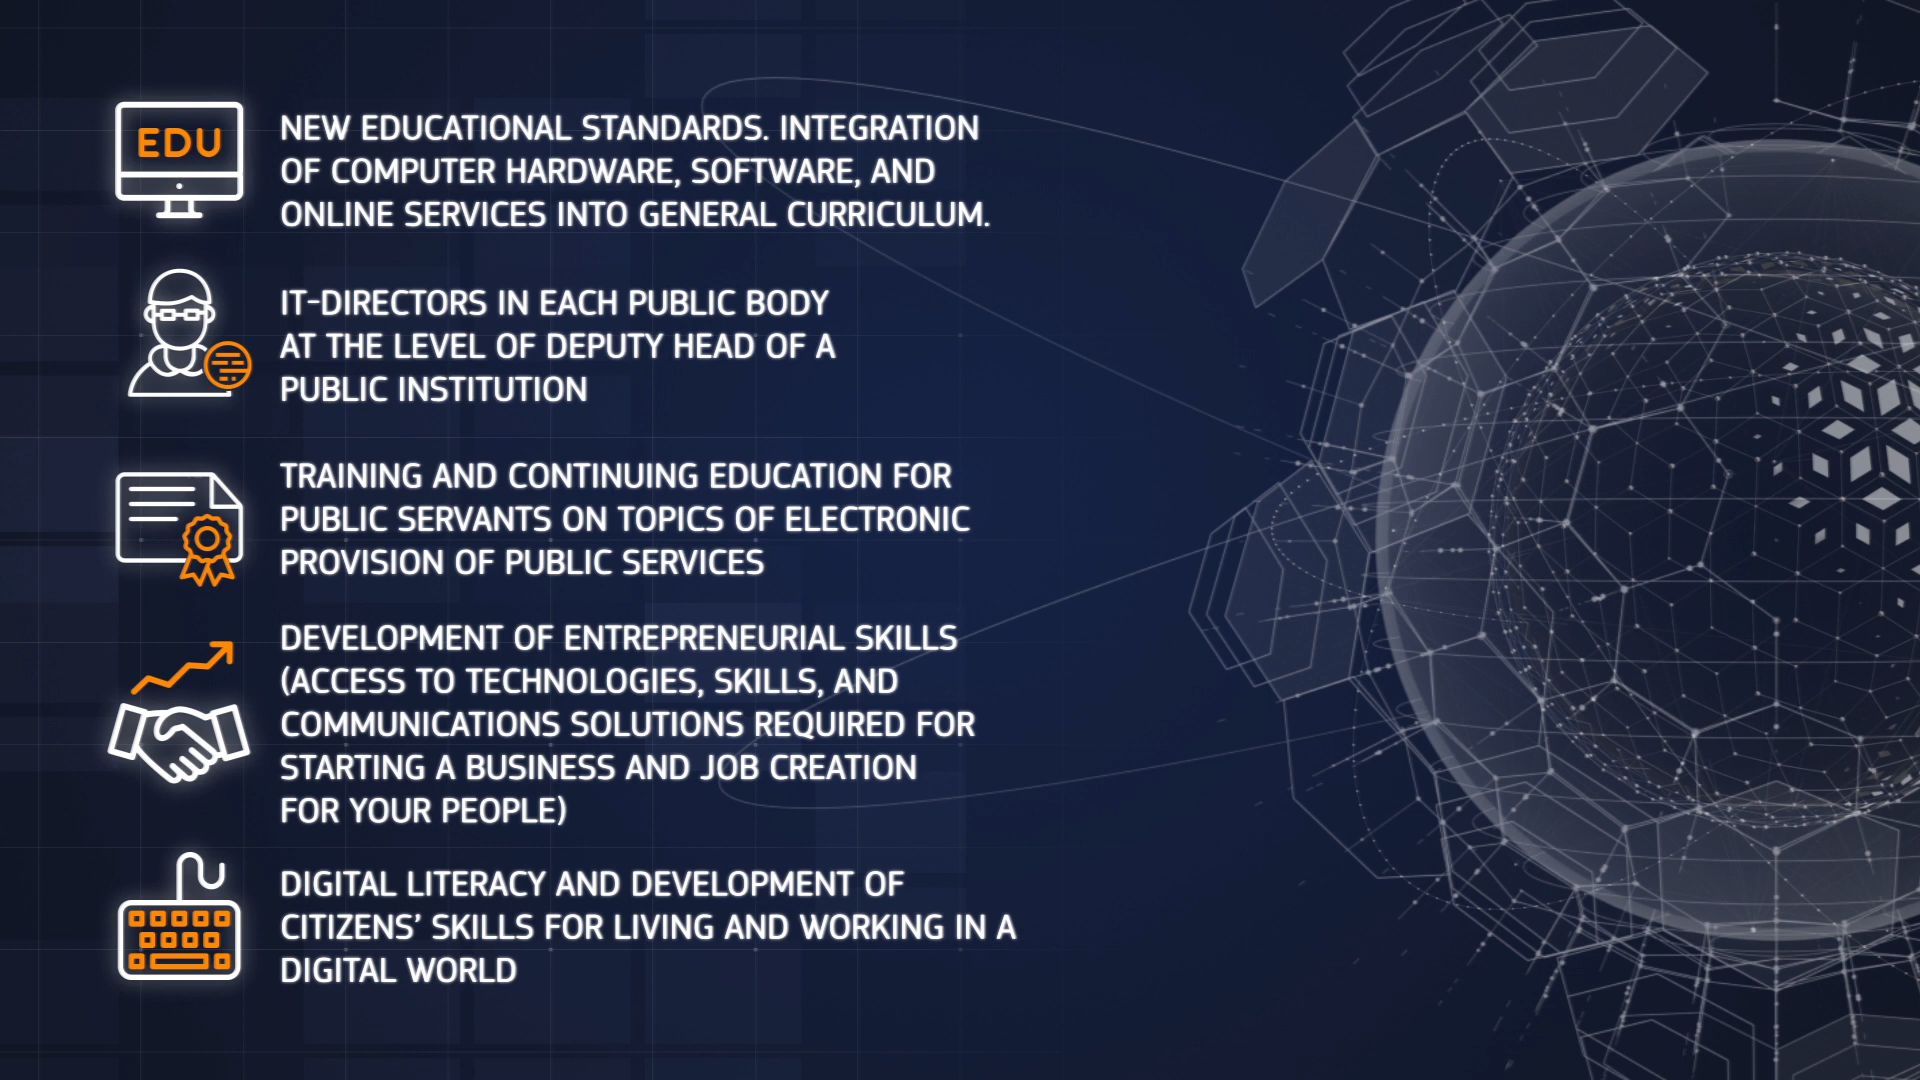 EDU
NEW EDUCATIONAL STANDARDS. INTEGRATION
OF COMPUTER HARDWARE, SOFTWARE, AND
ONLINE SERVICES INTO GENERAL CURRICULUM.
IT-DIRECTORS IN EACH PUBLIC BODY
AT THE LEVEL OF DEPUTY HEAD OF A
PUBLIC INSTITUTION
TRAINING AND CONTINUING EDUCATION FOR
PUBLIC SERVANTS ON TOPICS OF ELECTRONIC
PROVISION OF PUBLIC SERVICES
DEVELOPMENT OF ENTREPRENEURIAL SKILLS
(ACCESS TO TECHNOLOGIES, SKILLS, AND
COMMUNICATIONS SOLUTIONS REQUIRED FOR
STARTING A BUSINESS AND JOB CREATION
FOR YOUR PEOPLE)
DIGITAL LITERACY AND DEVELOPMENT OF
CITIZENS’ SKILLS FOR LIVING AND WORKING IN A
DIGITAL WORLD